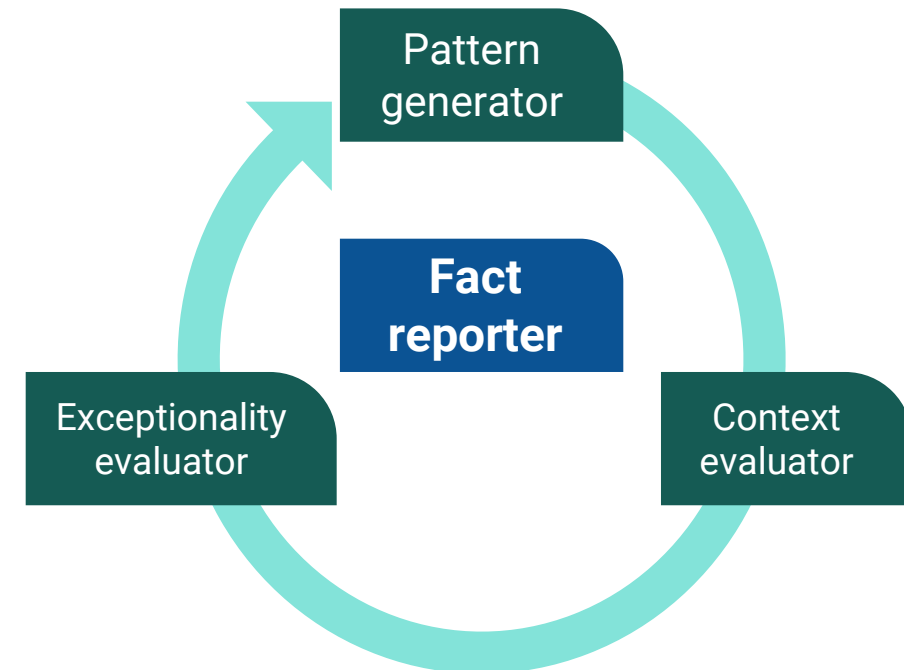 Pattern
generator
Fact
reporter
Exceptionality
evaluator
Context
evaluator